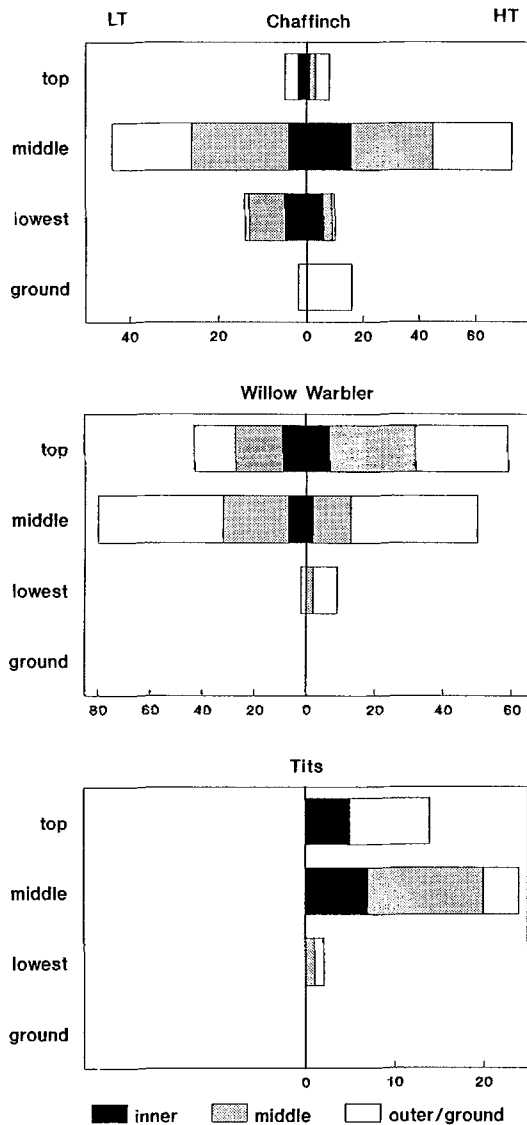 LT Chaffinch HT
top
middle
lowest
ground
40 20 0 20 40 60
Willow Warbler
top
middle
lowest
ground
80 60 40 20 0 20 40 60
Tits
top
middle
lowest
ground
0 10 20
inner middle outer/ground